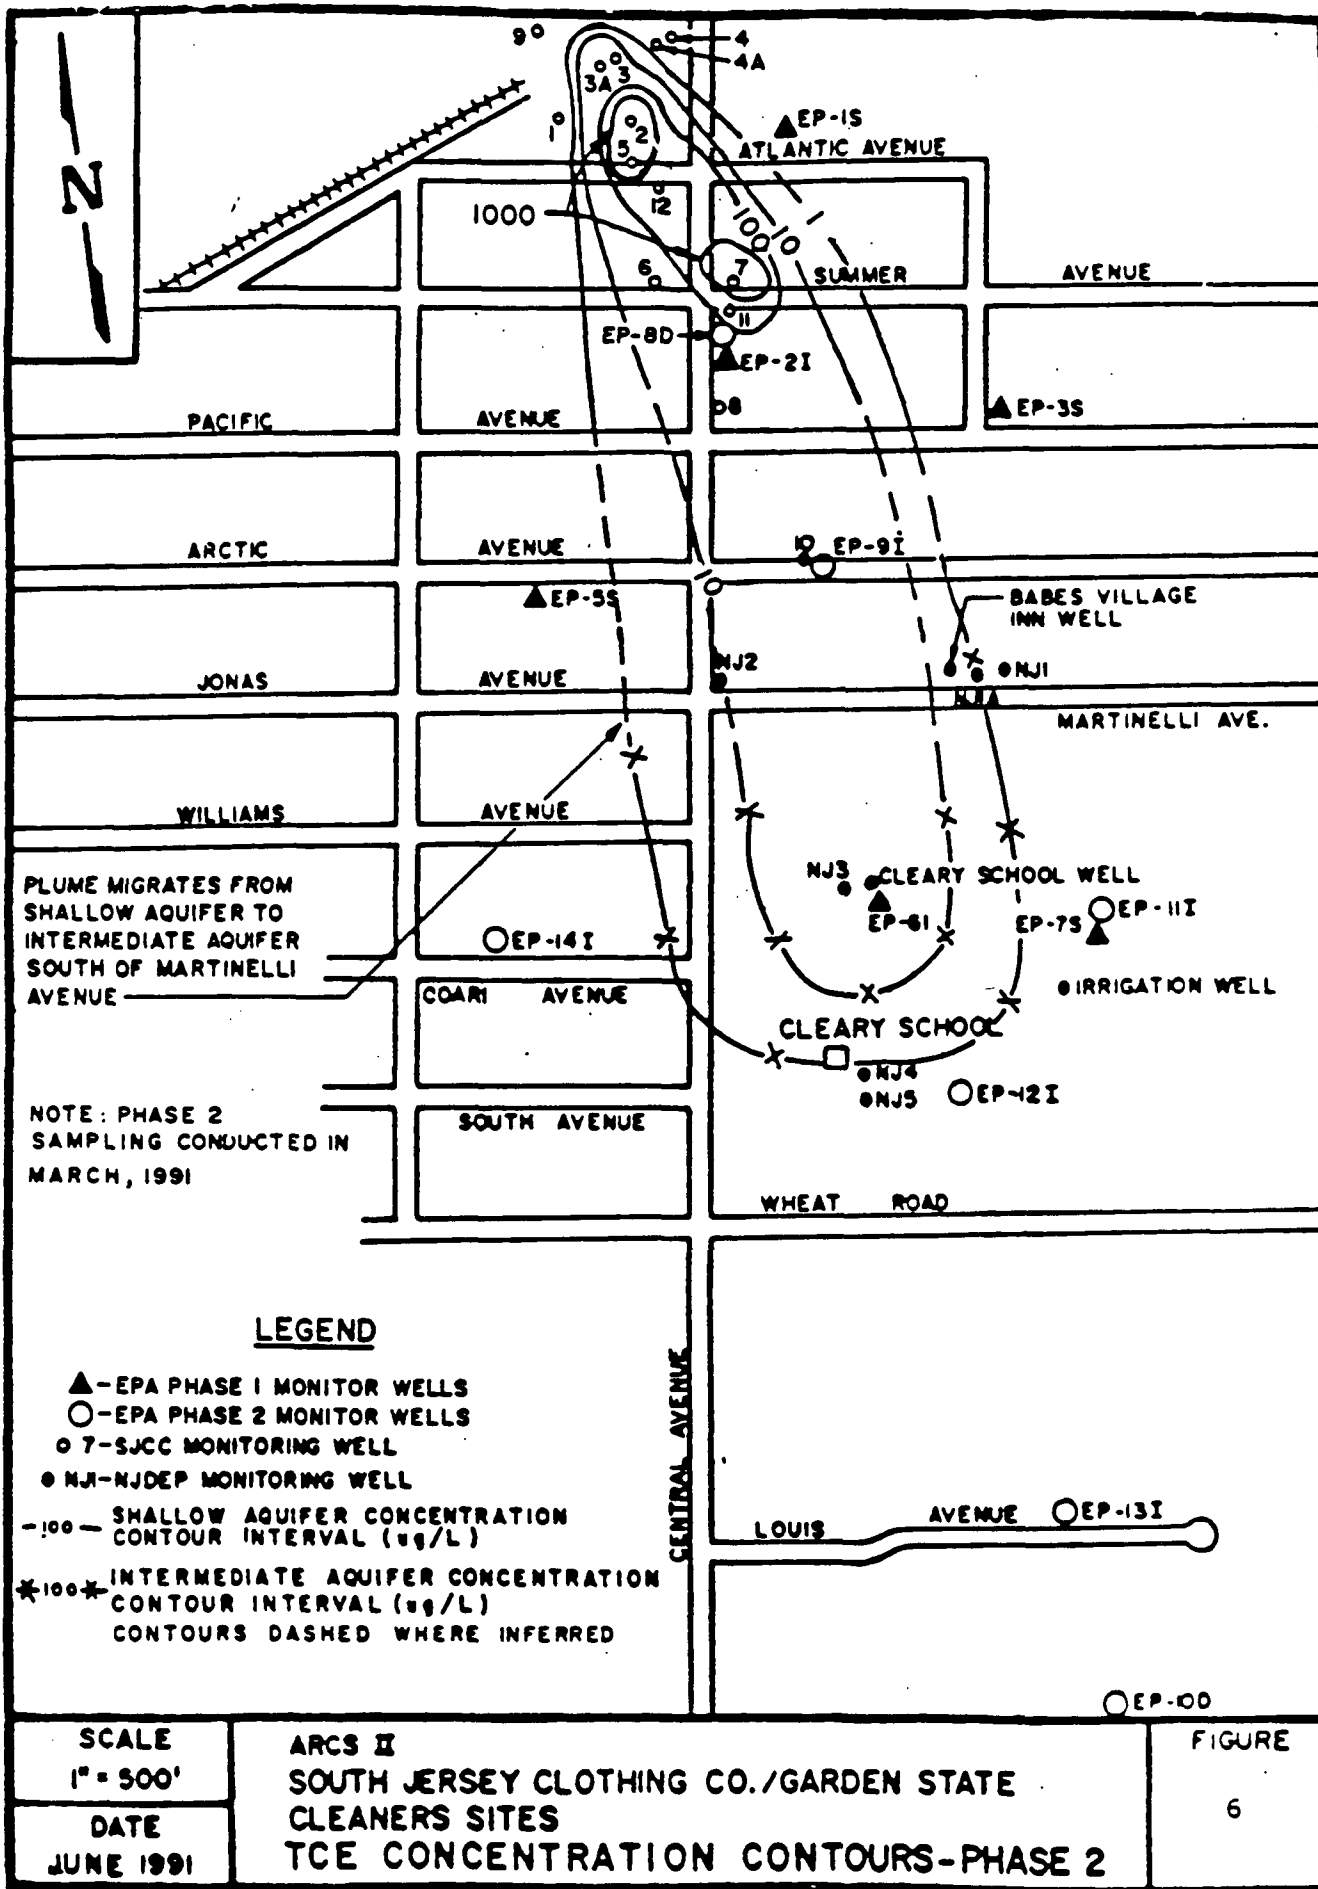 N
9
4
4A
3
3A
1
2
5
EP-1S
ATLANTIC AVENUE
12
1000
100
10
1
6
7
SUMMER
AVENUE
11
EP-8D
EP-2I
8
EP-3S
PACIFIC
AVENUE
ARCTIC
AVENUE
10
EP-9I
EP-5S
10
BABES VILLAGE
INN WELL
JONAS
AVENUE
NJ2
NJ1
NJ1A
MARTINELLI AVE.
WILLIAMS
AVENUE
PLUME MIGRATES FROM
SHALLOW AQUIFER TO
INTERMEDIATE AQUIFER
SOUTH OF MARTINELLI
AVENUE
NJ3
CLEARY SCHOOL WELL
EP-6I
EP-7S
EP-11I
EP-14I
COARI AVENUE
IRRIGATION WELL
CLEARY SCHOOL
NJ4
NJ5
EP-12I
NOTE: PHASE 2
SAMPLING CONDUCTED IN
MARCH, 1991
SOUTH AVENUE
WHEAT ROAD
LEGEND
-EPA PHASE 1 MONITOR WELLS
-EPA PHASE 2 MONITOR WELLS
7-SJCC MONITORING WELL
NJ1-NJDEP MONITORING WELL
-100- SHALLOW AQUIFER CONCENTRATION
CONTOUR INTERVAL (ug/L)
*100* INTERMEDIATE AQUIFER CONCENTRATION
CONTOUR INTERVAL (ug/L)
CONTOURS DASHED WHERE INFERRED
CENTRAL AVENUE
LOUIS
AVENUE
EP-13I
EP-10D
SCALE
1" = 500'
DATE
JUNE 1991
ARCS II
SOUTH JERSEY CLOTHING CO./GARDEN STATE
CLEANERS SITES
TCE CONCENTRATION CONTOURS-PHASE 2
FIGURE
6